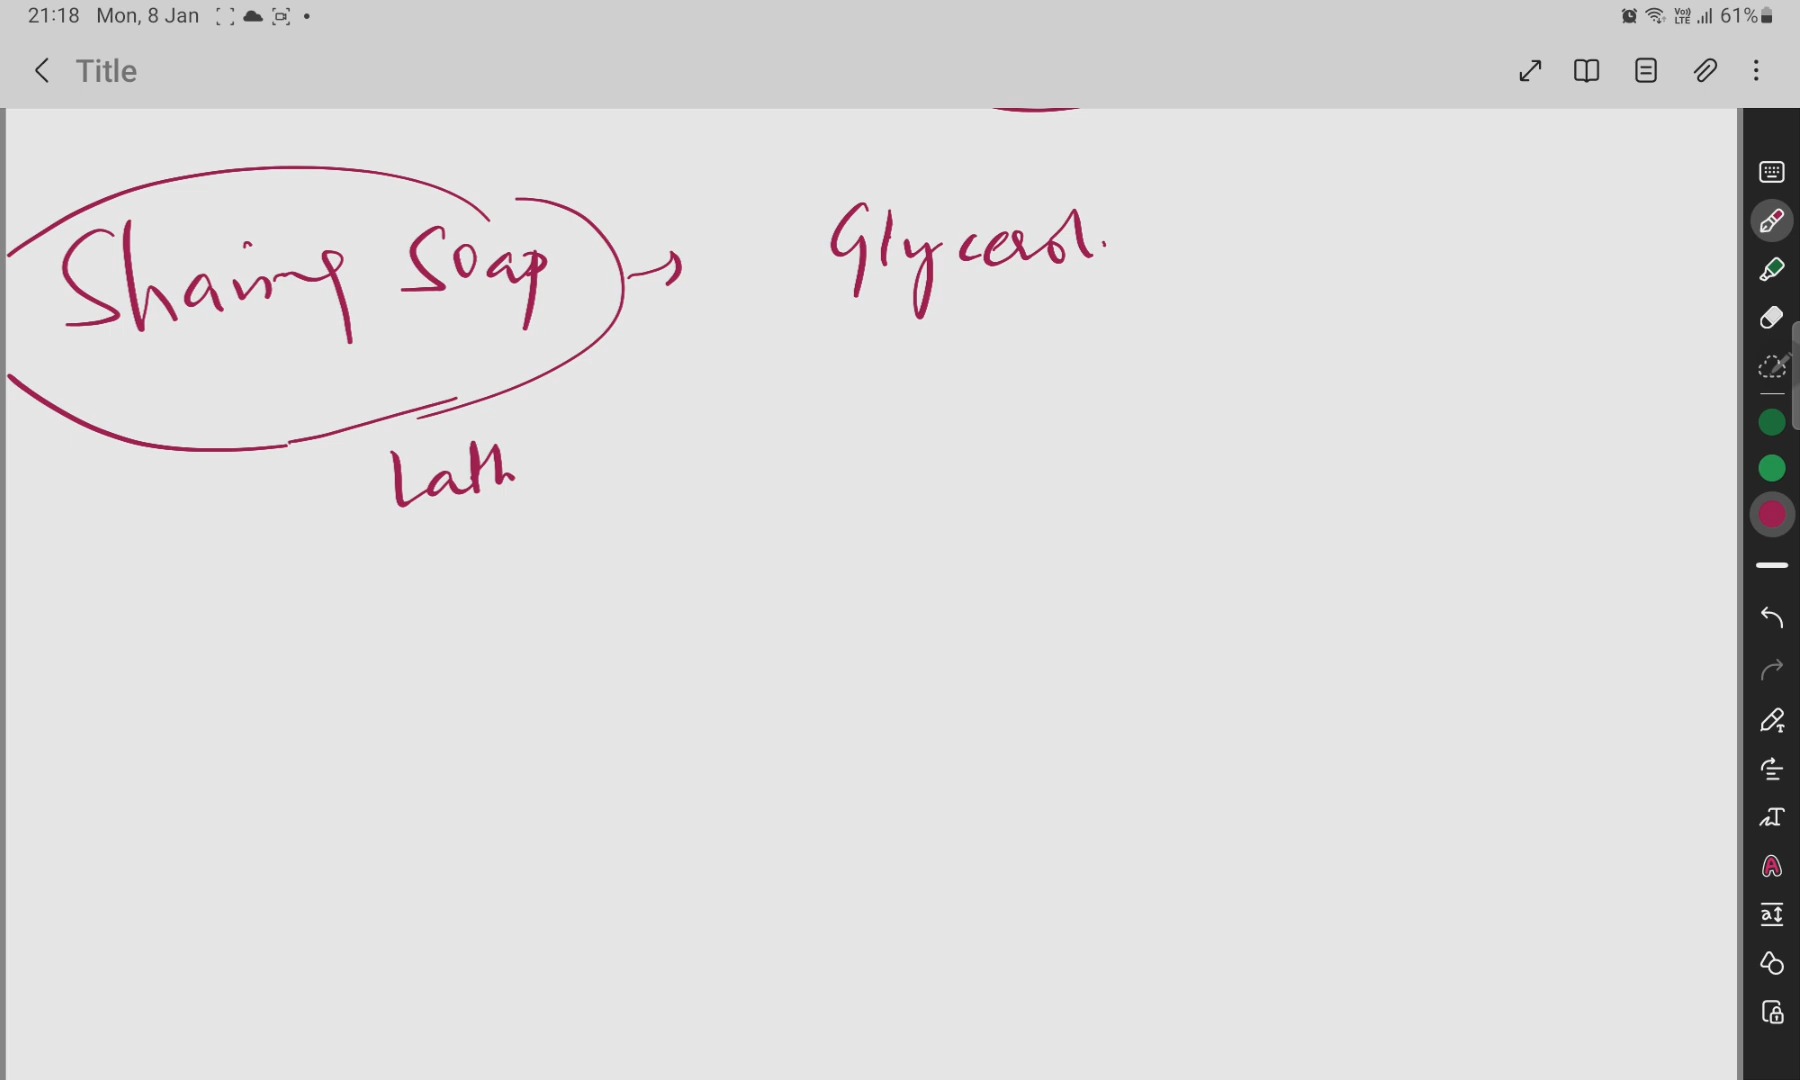 21:18 Mon, 8 Jan 61%
Title
Shaving Soap → Glycerol.
Lath